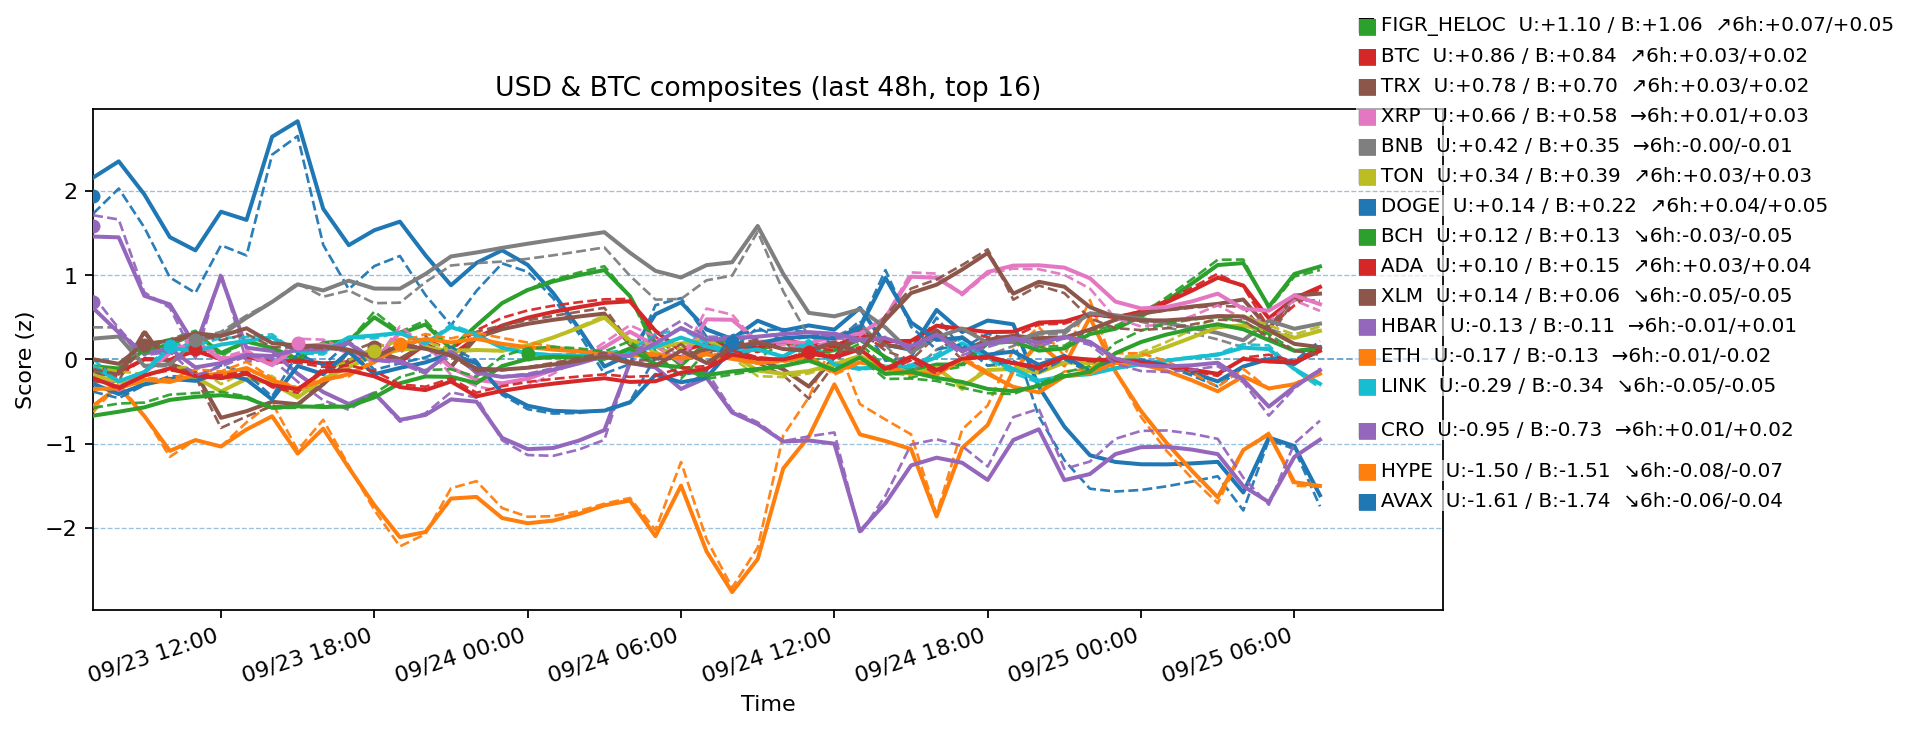 FIGR_HELOC U:+1.10 / B:+1.06 ↗6h:+0.07/+0.05
BTC U:+0.86 / B:+0.84 ↗6h:+0.03/+0.02
USD & BTC composites (last 48h, top 16)
TRX U:+0.78 / B:+0.70 ↗6h:+0.03/+0.02
XRP U:+0.66 / B:+0.58 →6h:+0.01/+0.03
BNB U:+0.42 / B:+0.35 →6h:-0.00/-0.01
TON U:+0.34 / B:+0.39 ↗6h:+0.03/+0.03
DOGE U:+0.14 / B:+0.22 ↗6h:+0.04/+0.05
BCH U:+0.12 / B:+0.13 ↘6h:-0.03/-0.05
ADA U:+0.10 / B:+0.15 ↗6h:+0.03/+0.04
XLM U:+0.14 / B:+0.06 ↘6h:-0.05/-0.05
HBAR U:-0.13 / B:-0.11 →6h:-0.01/+0.01
ETH U:-0.17 / B:-0.13 →6h:-0.01/-0.02
LINK U:-0.29 / B:-0.34 ↘6h:-0.05/-0.05
CRO U:-0.95 / B:-0.73 →6h:+0.01/+0.02
HYPE U:-1.50 / B:-1.51 ↘6h:-0.08/-0.07
AVAX U:-1.61 / B:-1.74 ↘6h:-0.06/-0.04
Score (z)
2
1
0
−1
−2
09/23 12:00
09/23 18:00
09/24 00:00
09/24 06:00
09/24 12:00
09/24 18:00
09/25 00:00
09/25 06:00
Time